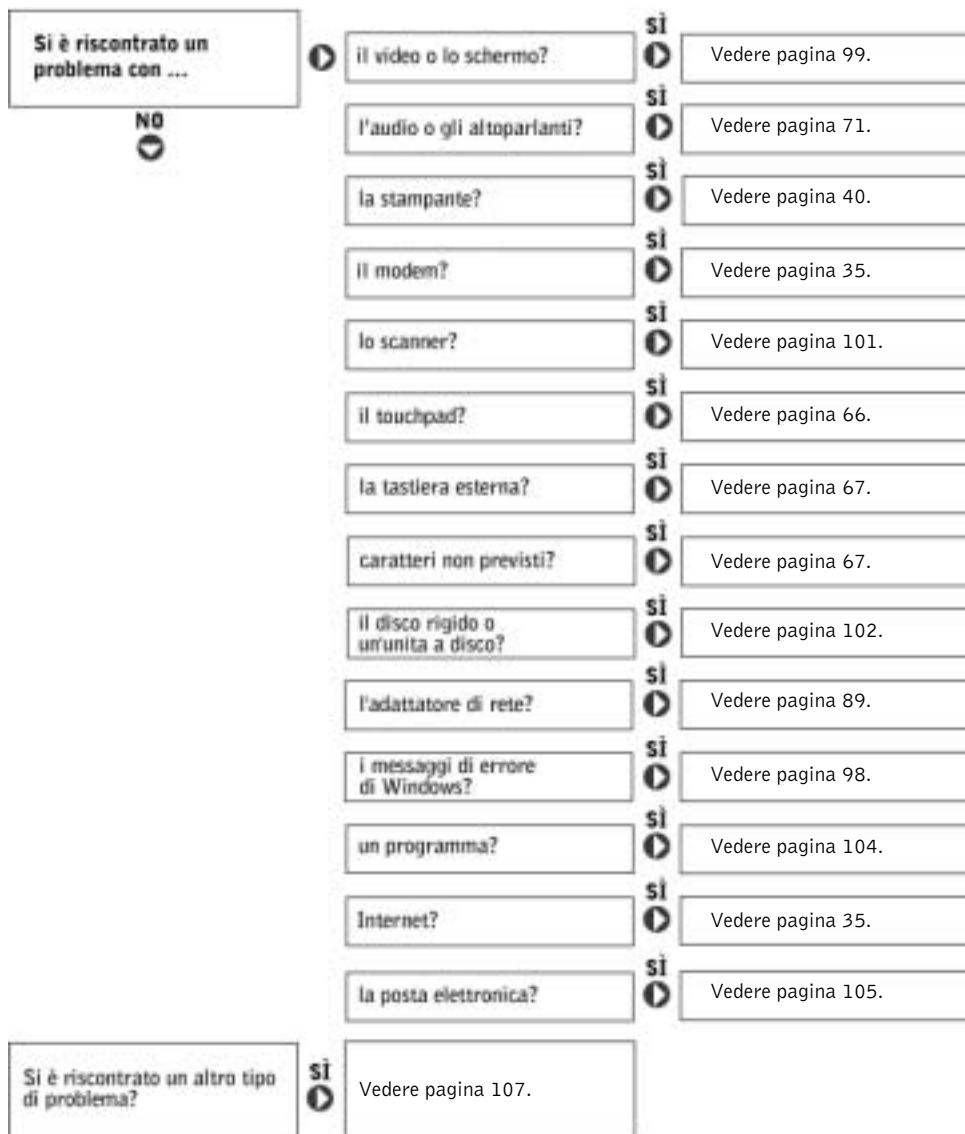 Si è riscontrato un
problema con ...
NO
il video o lo schermo?
SÌ
Vedere pagina 99.
l'audio o gli altoparlanti?
SÌ
Vedere pagina 71.
la stampante?
SÌ
Vedere pagina 40.
il modem?
SÌ
Vedere pagina 35.
lo scanner?
SÌ
Vedere pagina 101.
il touchpad?
SÌ
Vedere pagina 66.
la tastiera esterna?
SÌ
Vedere pagina 67.
caratteri non previsti?
SÌ
Vedere pagina 67.
il disco rigido o
un'unita a disco?
SÌ
Vedere pagina 102.
l'adattatore di rete?
SÌ
Vedere pagina 89.
i messaggi di errore
di Windows?
SÌ
Vedere pagina 98.
un programma?
SÌ
Vedere pagina 104.
Internet?
SÌ
Vedere pagina 35.
la posta elettronica?
SÌ
Vedere pagina 105.
Si è riscontrato un altro tipo
di problema?
SÌ
Vedere pagina 107.